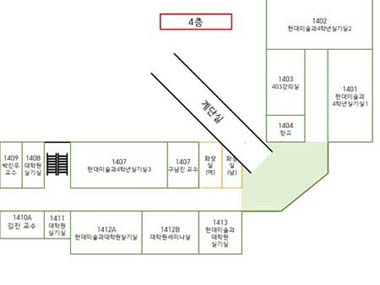 4층
1402
현대미술과4학년실기실2
1403
403강의실
1401
현대미술과
4학년실기실1
1404
창고
계단실
1409
박진우
교수
1408
대학원
실기실
1407
현대미술과4학년실기실3
1407
구남진 교수
화장
실
(여)
화장
실
(남)
1410A
김진 교수
1411
대학원
실기실
1412A
현대미술과대학원실기실
1412B
대학원세미나실
1413
현대미술과
대학원
실기실